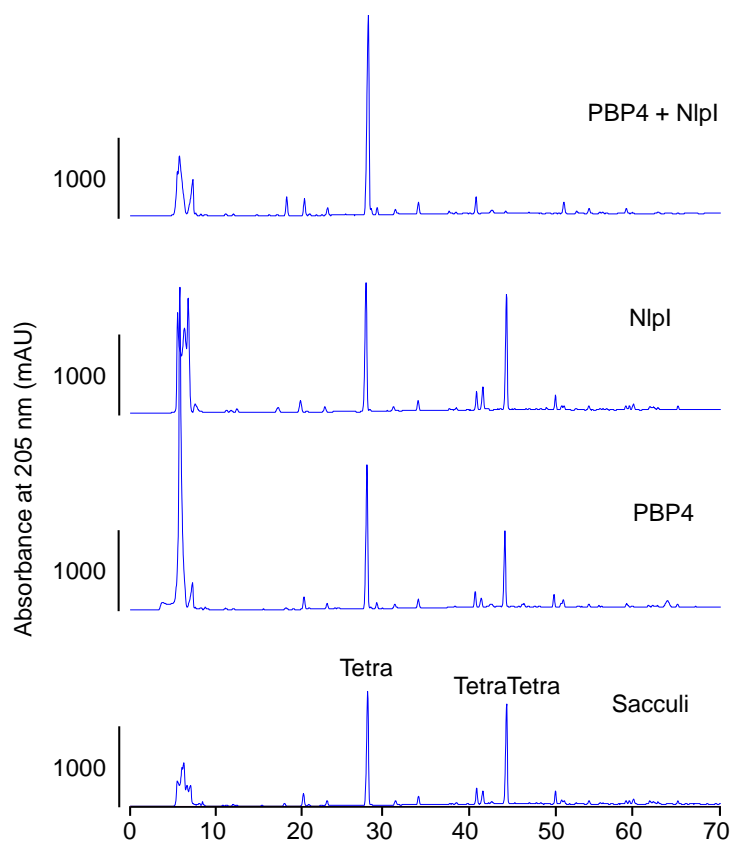 PBP4 + NlpI
1000
NlpI
1000
PBP4
1000
Tetra
TetraTetra
Sacculi
1000
0 10 20 30 40 50 60 70
Absorbance at 205 nm (mAU)